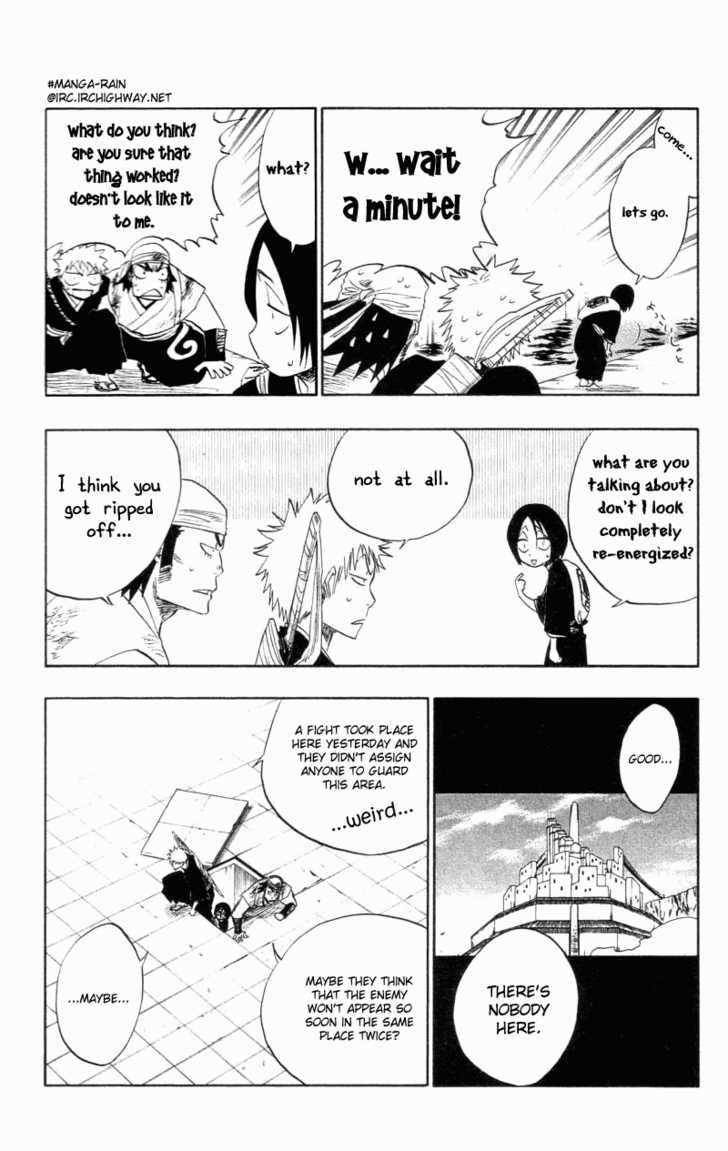 #MANGA-RAIN
@IRC.IRCHIGHWAY.NET
come...
lets go.
W... wait
a minute!
what?
what do you think?
are you sure that
thing worked?
doesn't look like it
to me.
what are you
talking about?
don't I look
completely
re-energized?
not at all.
I think you
got ripped
off...
GOOD...
THERE'S
NOBODY
HERE.
A FIGHT TOOK PLACE
HERE YESTERDAY AND
THEY DIDN'T ASSIGN
ANYONE TO GUARD
THIS AREA.
...weird...
MAYBE THEY THINK
THAT THE ENEMY
WON'T APPEAR SO
SOON IN THE SAME
PLACE TWICE?
...MAYBE...